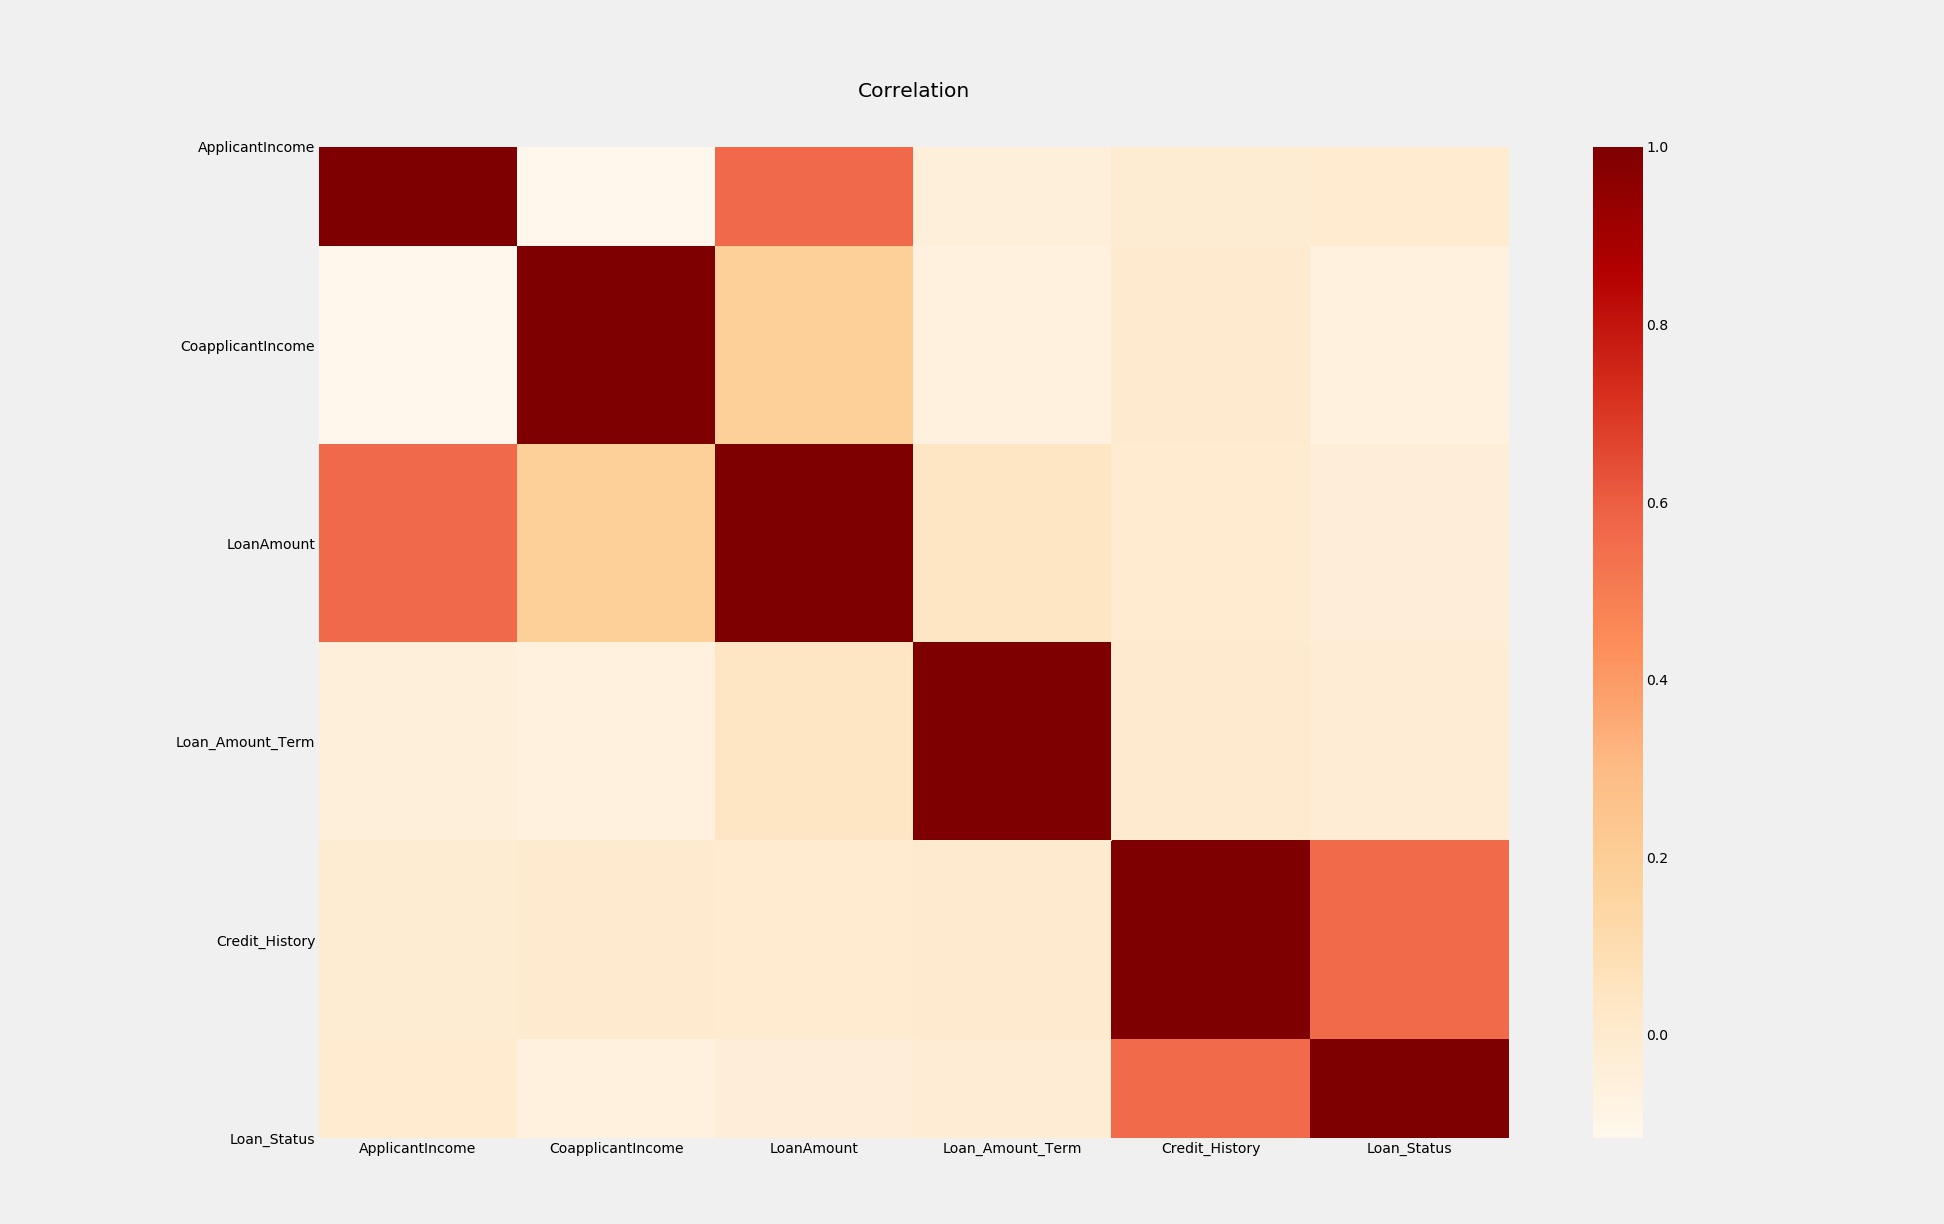 Correlation
ApplicantIncome
CoapplicantIncome
LoanAmount
Loan_Amount_Term
Credit_History
Loan_Status
ApplicantIncome CoapplicantIncome LoanAmount Loan_Amount_Term Credit_History Loan_Status
1.0
0.8
0.6
0.4
0.2
0.0